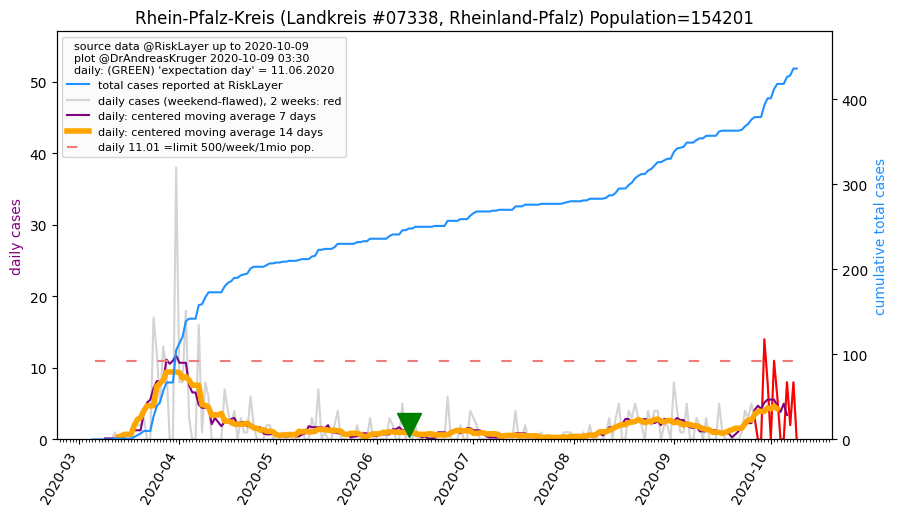 Rhein-Pfalz-Kreis (Landkreis #07338, Rheinland-Pfalz) Population=154201
source data @RiskLayer up to 2020-10-09
plot @DrAndreasKruger 2020-10-09 03:30
daily: (GREEN) 'expectation day' = 11.06.2020
total cases reported at RiskLayer
daily cases (weekend-flawed), 2 weeks: red
daily: centered moving average 7 days
daily: centered moving average 14 days
daily 11.01 =limit 500/week/1mio pop.
daily cases
50
40
30
20
10
0
cumulative total cases
400
300
200
100
0
2020-03
2020-04
2020-05
2020-06
2020-07
2020-08
2020-09
2020-10